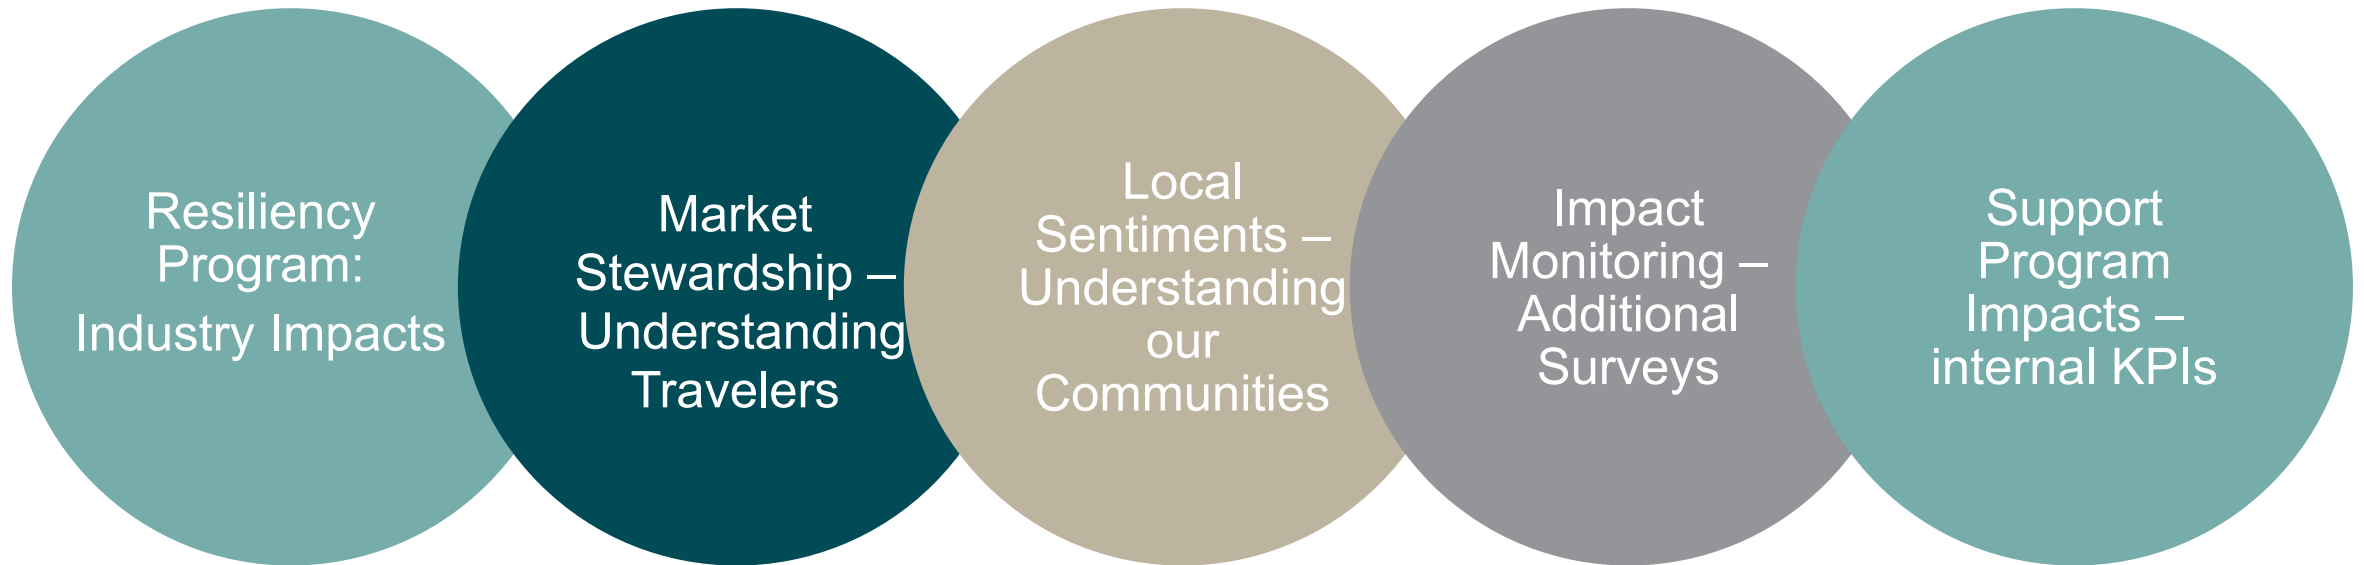 Resiliency
Program:
Industry Impacts
Market
Stewardship –
Understanding
Travelers
Local
Sentiments –
Understanding
our
Communities
Impact
Monitoring –
Additional
Surveys
Support
Program
Impacts –
internal KPIs